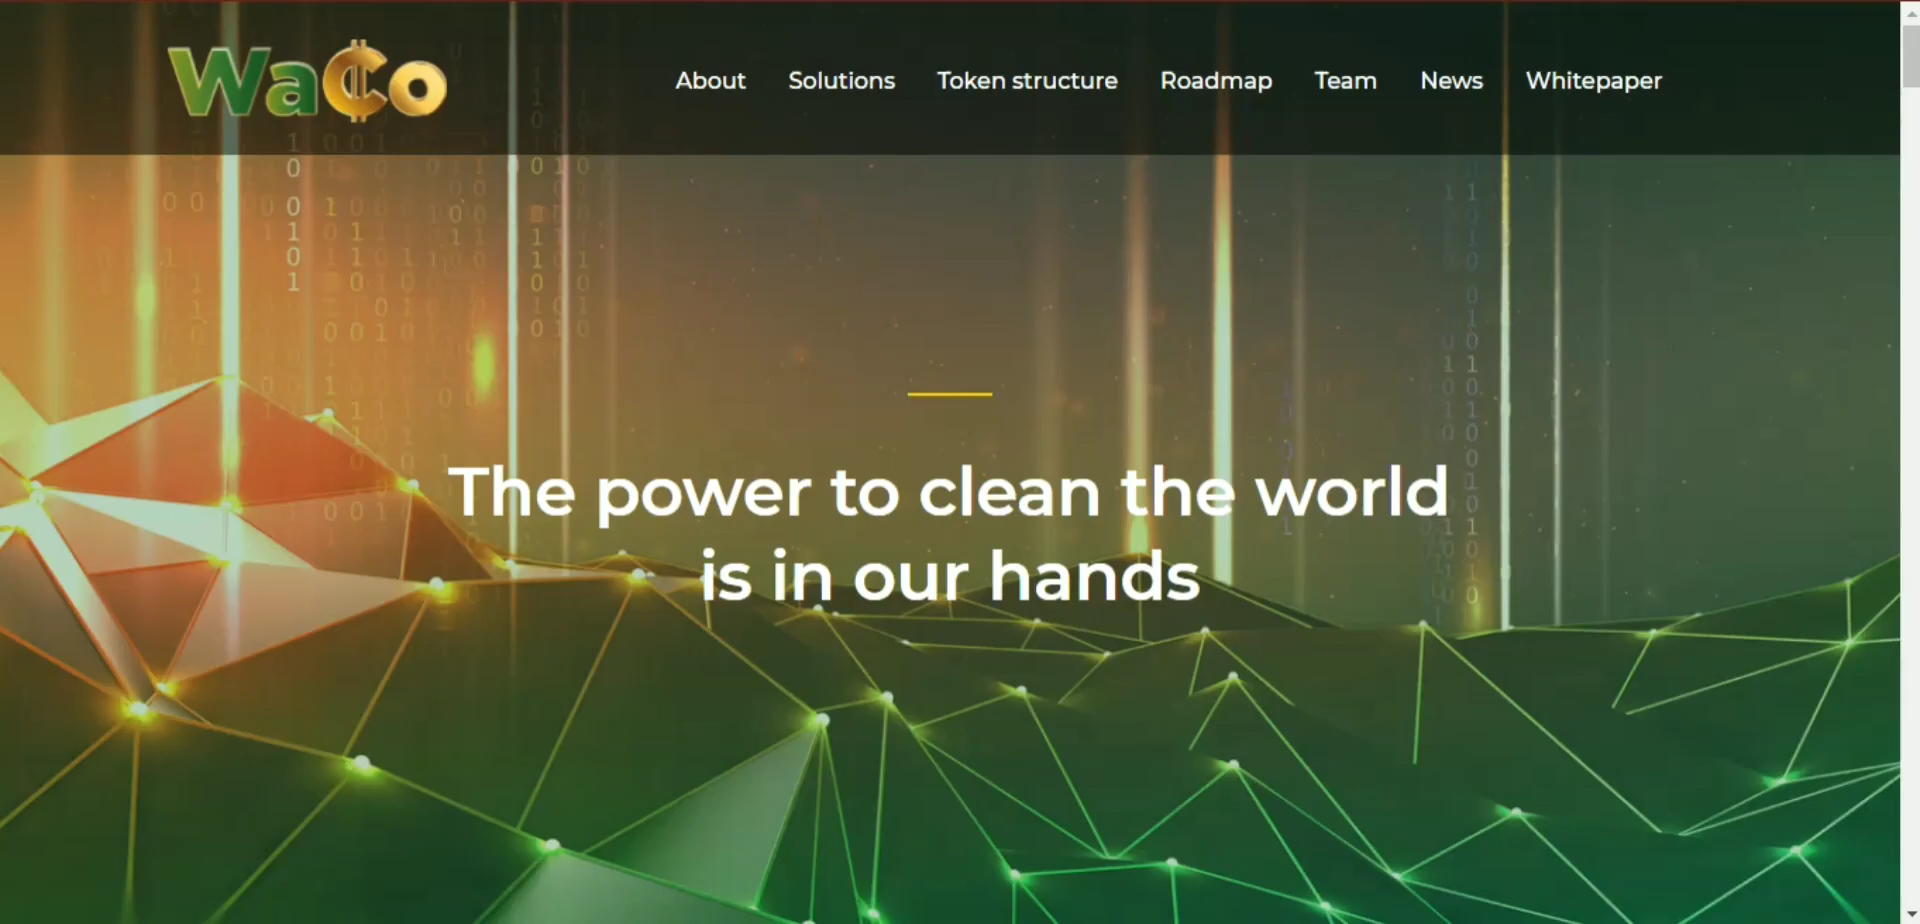 WaCo
About Solutions Token structure Roadmap Team News Whitepaper
The power to clean the world
is in our hands